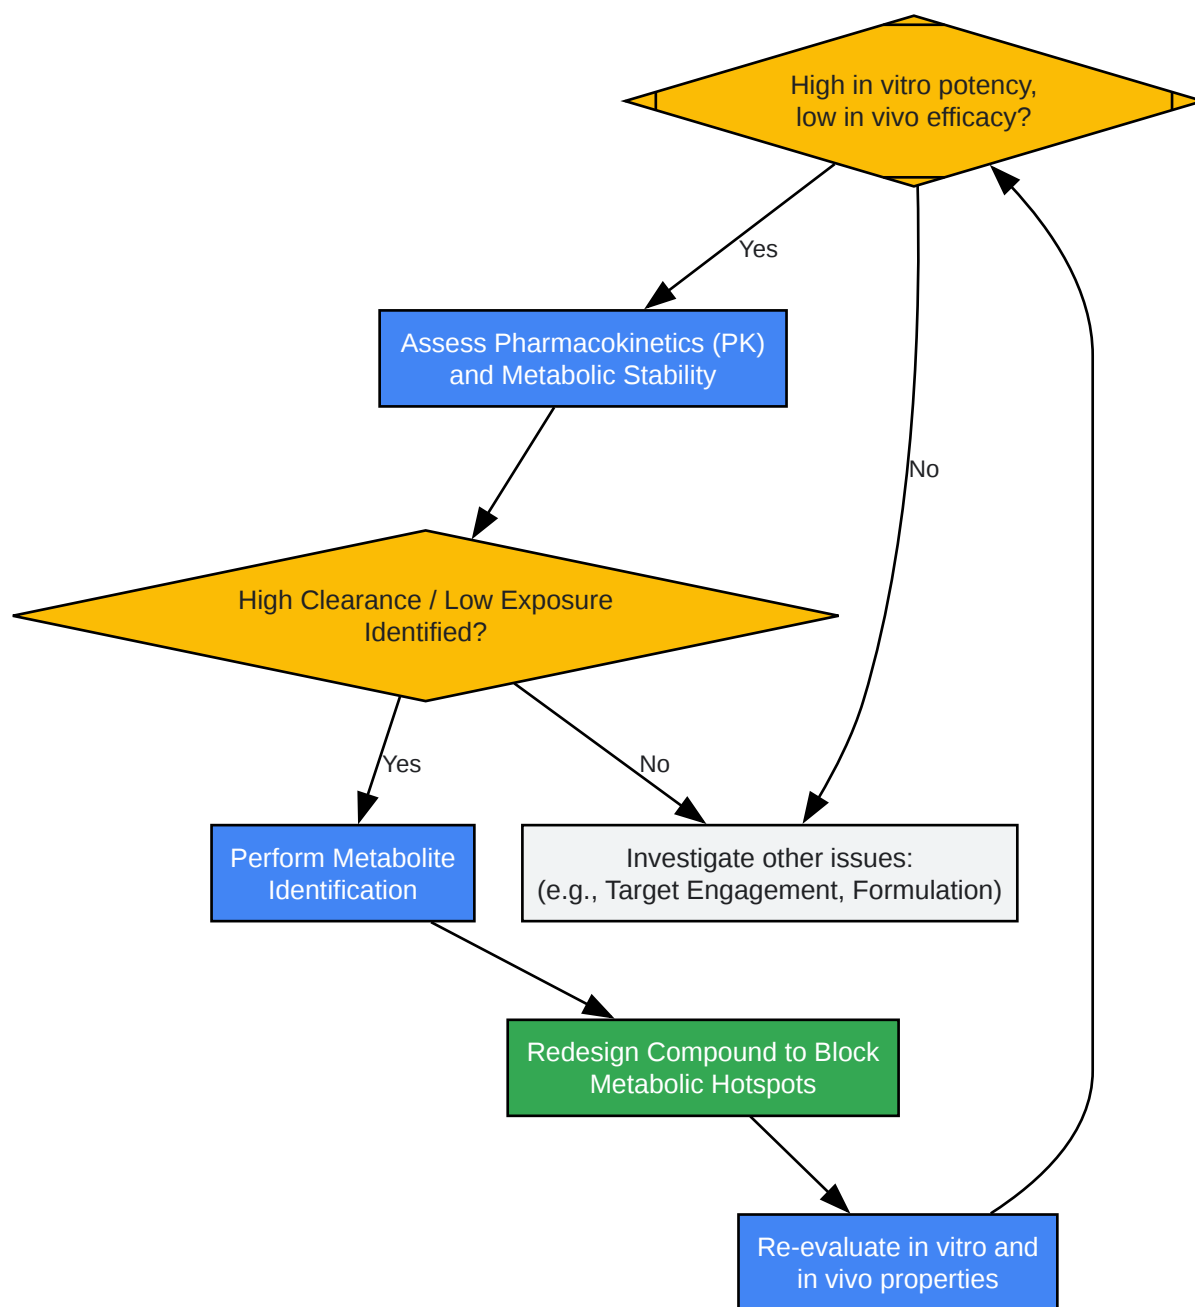 High in vitro potency,
low in vivo efficacy?
Yes
Assess Pharmacokinetics (PK)
and Metabolic Stability
No
High Clearance / Low Exposure
Identified?
Yes
No
Perform Metabolite
Identification
Investigate other issues:
(e.g., Target Engagement, Formulation)
Redesign Compound to Block
Metabolic Hotspots
Re-evaluate in vitro and
in vivo properties